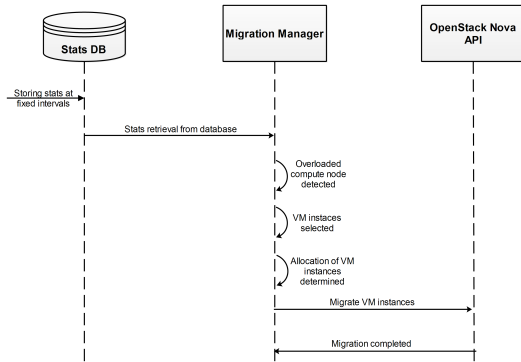 Stats DB
Migration Manager
OpenStack Nova
API
Storing stats at
fixed intervals
Stats retrieval from database
Overloaded
compute node
detected
VM instaces
selected
Allocation of VM
instances
determined
Migrate VM instances
Migration completed